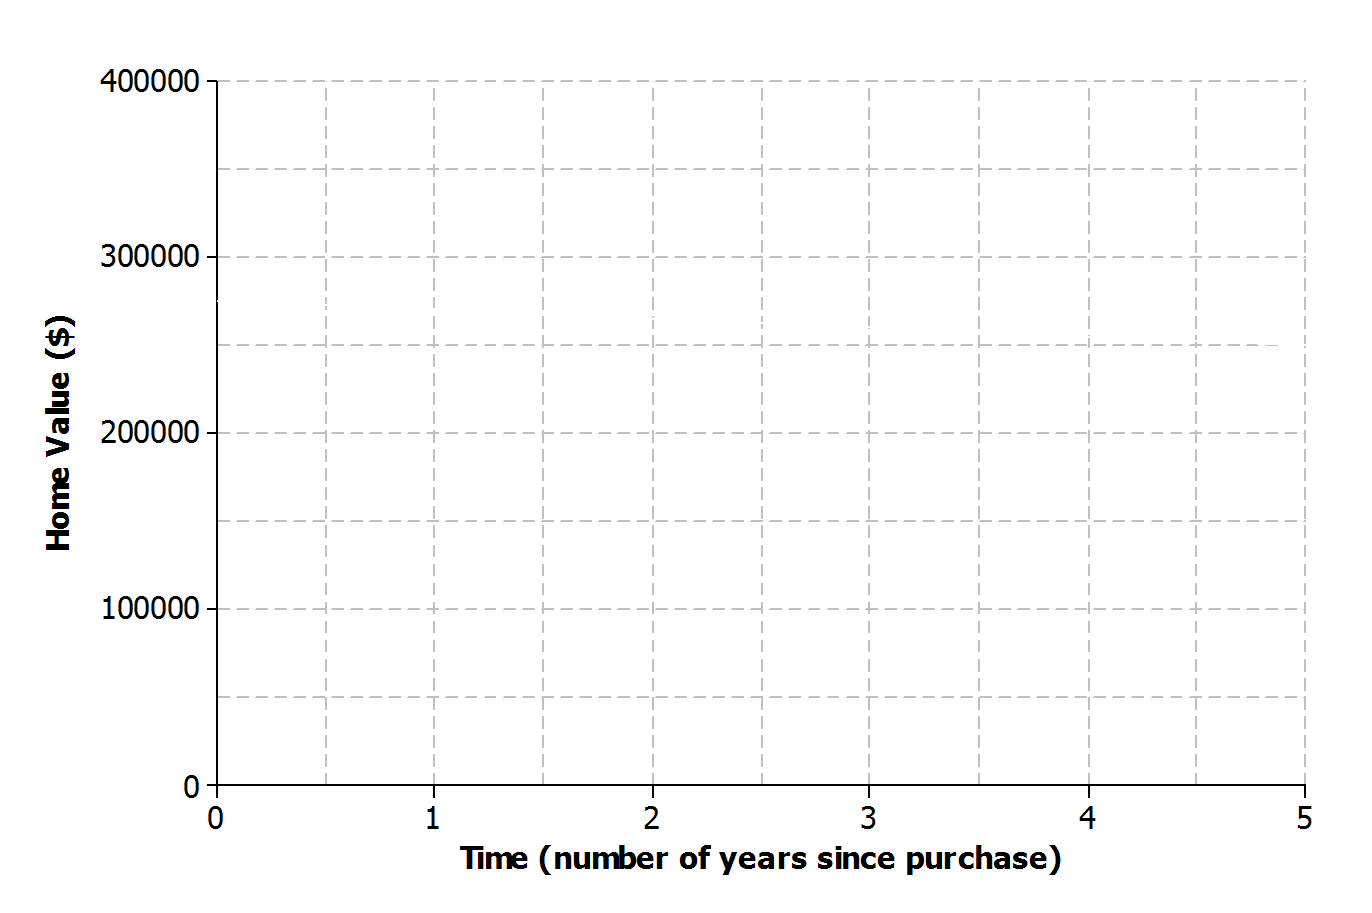 400000
300000
200000
100000
0
Home Value ($)
0 1 2 3 4 5
Time (number of years since purchase)